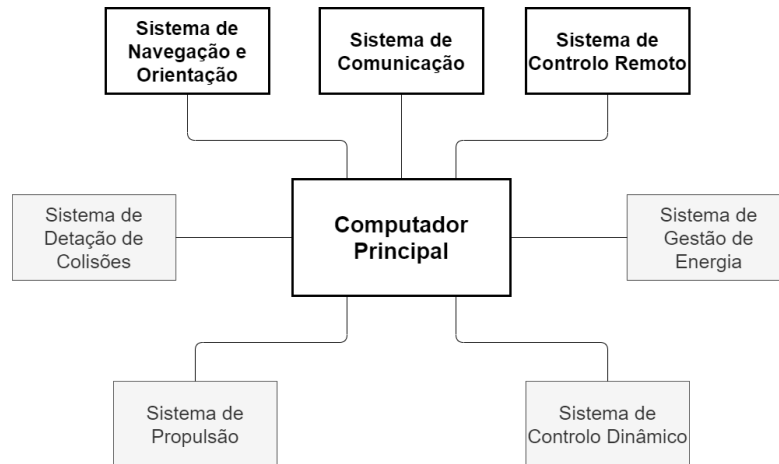 Sistema de
Navegação e
Orientação
Sistema de
Comunicação
Sistema de
Controlo Remoto
Sistema de
Detação de
Colisões
Computador
Principal
Sistema de
Gestão de
Energia
Sistema de
Propulsão
Sistema de
Controlo Dinâmico